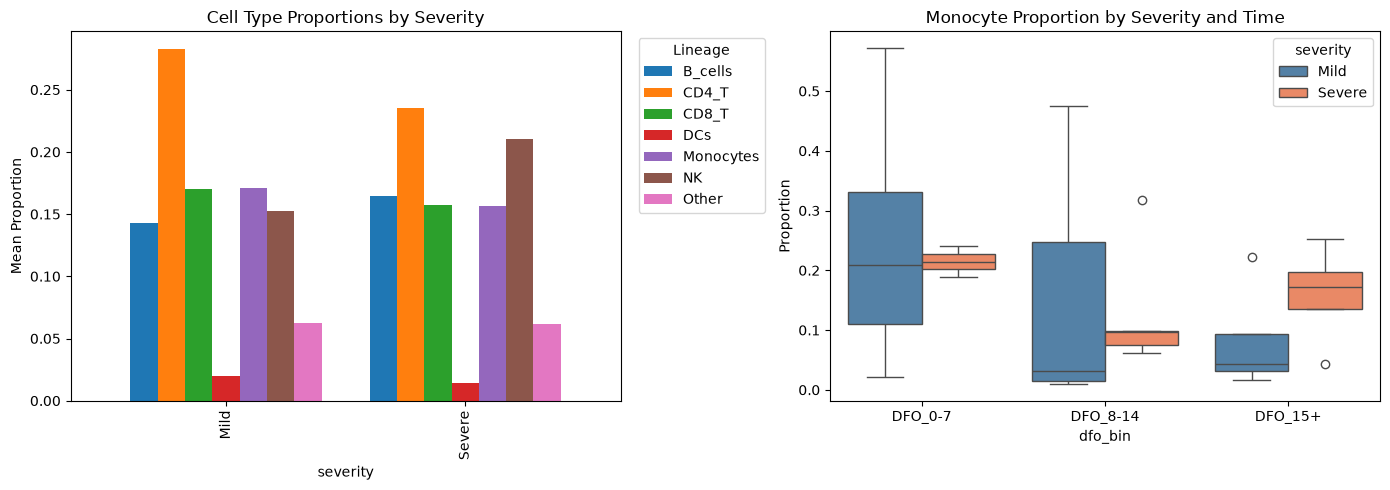 Cell Type Proportions by Severity
Mean Proportion
0.25
0.20
0.15
0.10
0.05
0.00
Mild
Severe
severity
Lineage
B_cells
CD4_T
CD8_T
DCs
Monocytes
NK
Other
Monocyte Proportion by Severity and Time
Proportion
0.5
0.4
0.3
0.2
0.1
0.0
DFO_0-7
DFO_8-14
DFO_15+
dfo_bin
severity
Mild
Severe